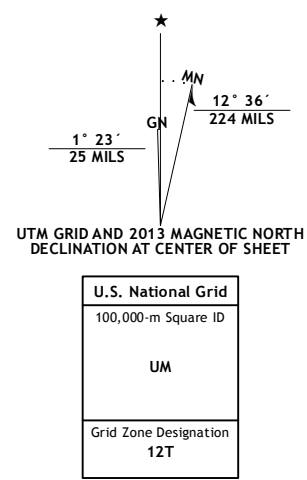 ★
MN
GN
12° 36´
224 MILS
1° 23´
25 MILS
UTM GRID AND 2013 MAGNETIC NORTH
DECLINATION AT CENTER OF SHEET
U.S. National Grid
100,000-m Square ID
UM
Grid Zone Designation
12T